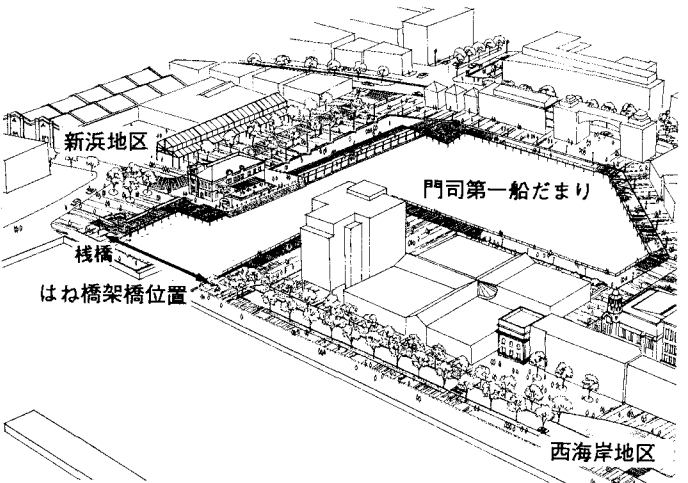 新浜地区
門司第一船だまり
桟橋
はね橋架橋位置
西海岸地区